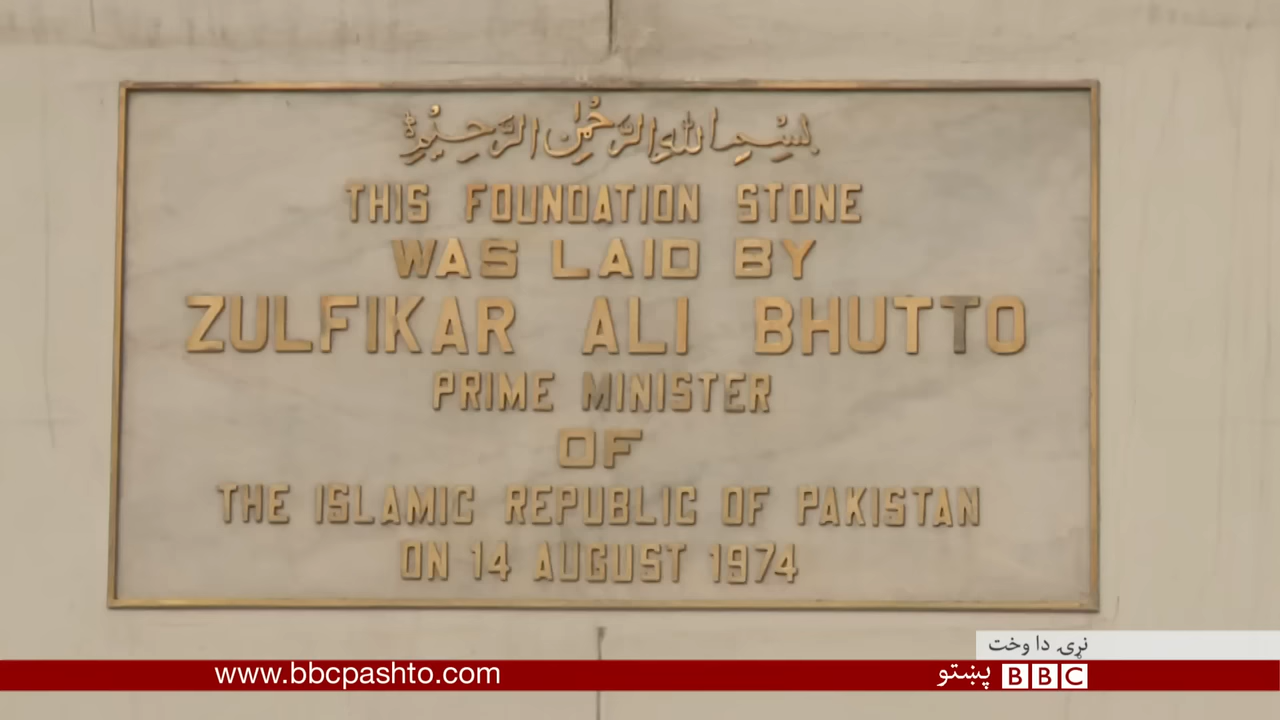 بسم الله الرحمن الرحيم
THIS FOUNDATION STONE
WAS LAID BY
ZULFIKAR ALI BHUTTO
PRIME MINISTER
OF
THE ISLAMIC REPUBLIC OF PAKISTAN
ON 14 AUGUST 1974
نړۍ دا وخت
www.bbcpashto.com
BBC پښتو